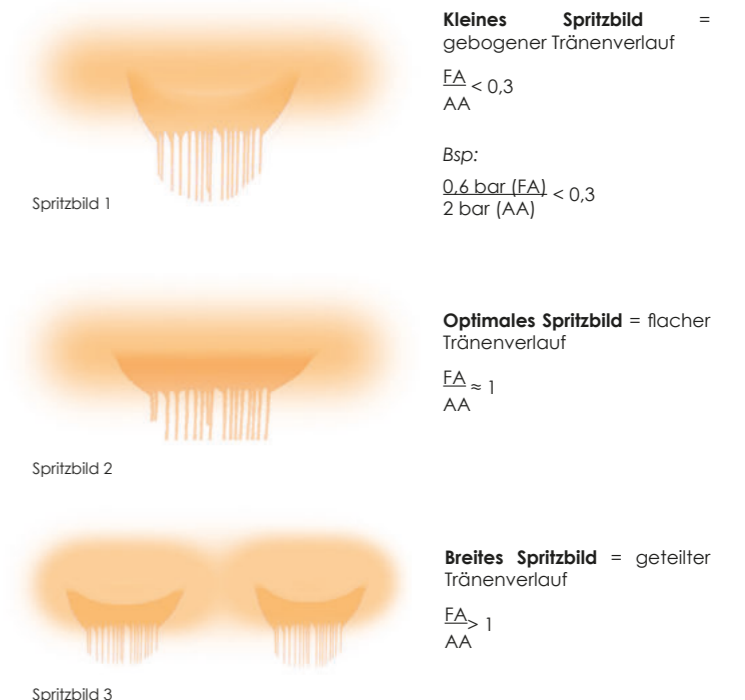 Kleines Spritzbild =
gebogener Tränenverlauf
FA
AA
< 0,3
Bsp:
0,6 bar (FA)
2 bar (AA)
< 0,3
Spritzbild 1
Optimales Spritzbild = flacher
Tränenverlauf
FA
AA
≈ 1
Spritzbild 2
Breites Spritzbild = geteilter
Tränenverlauf
FA
AA
> 1
Spritzbild 3